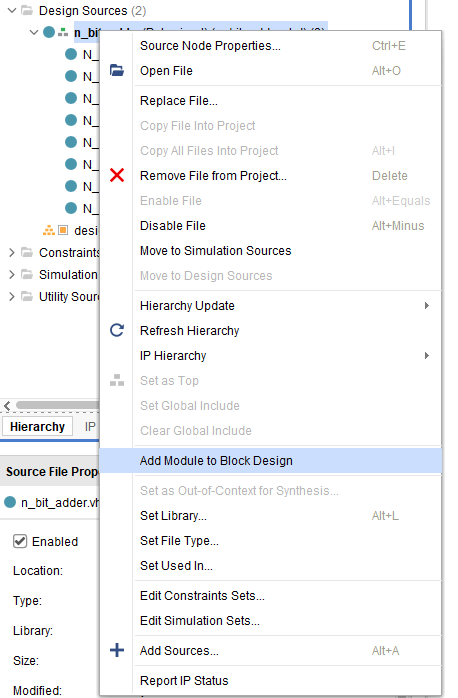 Design Sources (2)
Source Node Properties... Ctrl+E
Open File Alt+O
Replace File...
Copy File Into Project
Copy All Files Into Project Alt+I
Remove File from Project... Delete
Enable File Alt+Equals
Disable File Alt+Minus
Move to Simulation Sources
Move to Design Sources
Hierarchy Update
Refresh Hierarchy
IP Hierarchy
Set as Top
Set Global Include
Clear Global Include
Add Module to Block Design
Set as Out-of-Context for Synthesis...
Set Library... Alt+L
Set File Type...
Set Used In...
Edit Constraints Sets...
Edit Simulation Sets...
Add Sources... Alt+A
Report IP Status
N_
N_
N_
N_
N_
N_
N_
N_
desi
Constraints
Simulation
Utility Sour
Hierarchy IP
Source File Prop
n_bit_adder.vh
Enabled
Location:
Type:
Library:
Size:
Modified: